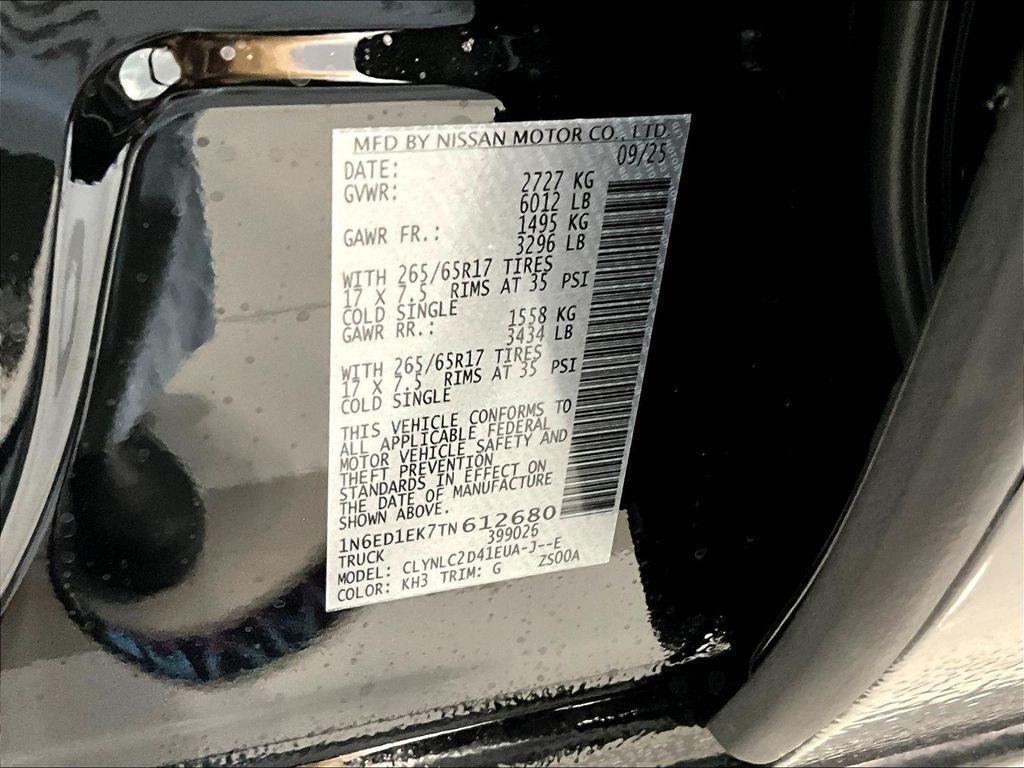 MFD BY NISSAN MOTOR CO., LTD.
DATE: 09/25
GVWR: 2727 KG
6012 LB
GAWR FR.: 1495 KG
3296 LB
WITH 265/65R17 TIRES
17 X 7.5 RIMS AT 35 PSI
COLD SINGLE
GAWR RR.: 1558 KG
3434 LB
WITH 265/65R17 TIRES
17 X 7.5 RIMS AT 35 PSI
COLD SINGLE
THIS VEHICLE CONFORMS TO
ALL APPLICABLE FEDERAL
MOTOR VEHICLE SAFETY AND
THEFT PREVENTION
STANDARDS IN EFFECT ON
THE DATE OF MANUFACTURE
SHOWN ABOVE.
1N6ED1EK7TN612680
TRUCK 399026
MODEL: CLYNLC2D41EUA-J--E
COLOR: KH3 TRIM: G ZS00A